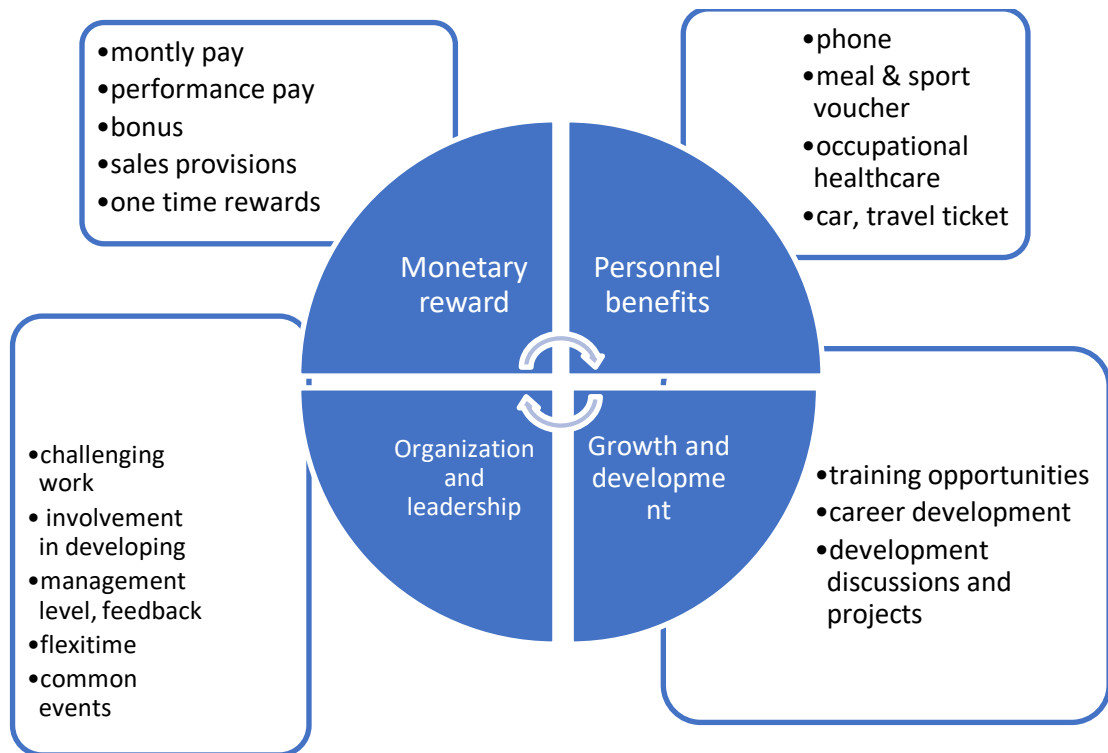 •montly pay
•performance pay
•bonus
•sales provisions
•one time rewards
•phone
•meal & sport
voucher
•occupational
healthcare
•car, travel ticket
Monetary
reward
Personnel
benefits
Organization
and
leadership
Growth and
developme
nt
•challenging
work
• involvement
in developing
•management
level, feedback
•flexitime
•common
events
•training opportunities
•career development
•development
discussions and
projects